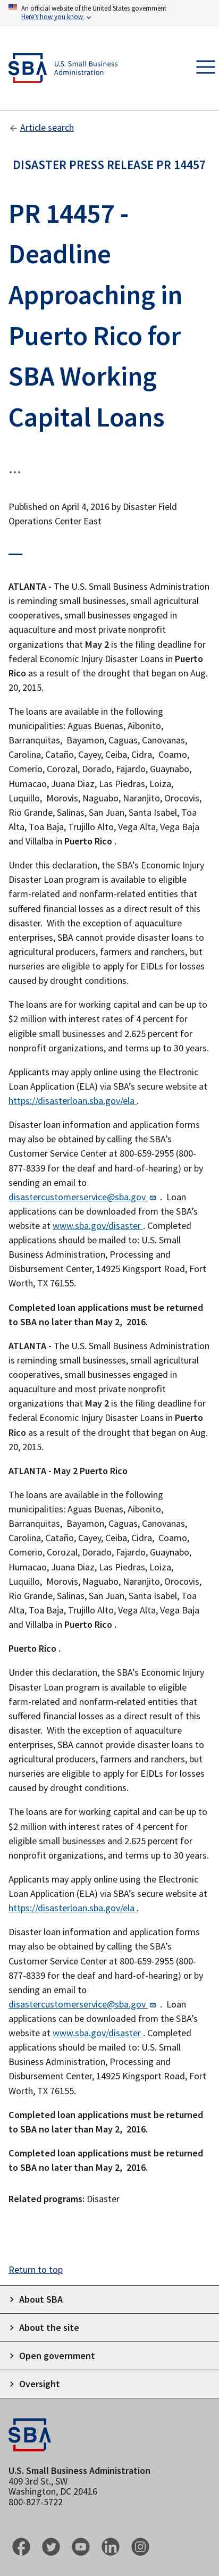 An official website of the United States government
Here's how you know
SBA
U.S. Small Business
Administration
Article search
DISASTER PRESS RELEASE PR 14457
PR 14457 -
Deadline
Approaching in
Puerto Rico for
SBA Working
Capital Loans
...
Published on April 4, 2016 by Disaster Field
Operations Center East
ATLANTA - The U.S. Small Business Administration
is reminding small businesses, small agricultural
cooperatives, small businesses engaged in
aquaculture and most private nonprofit
organizations that May 2 is the filing deadline for
federal Economic Injury Disaster Loans in Puerto
Rico as a result of the drought that began on Aug.
20, 2015.
The loans are available in the following
municipalities: Aguas Buenas, Aibonito,
Barranquitas, Bayamon, Caguas, Canovanas,
Carolina, Cataño, Cayey, Ceiba, Cidra, Coamo,
Comerio, Corozal, Dorado, Fajardo, Guaynabo,
Humacao, Juana Diaz, Las Piedras, Loiza,
Luquillo, Morovis, Naguabo, Naranjito, Orocovis,
Rio Grande, Salinas, San Juan, Santa Isabel, Toa
Alta, Toa Baja, Trujillo Alto, Vega Alta, Vega Baja
and Villalba in Puerto Rico .
Under this declaration, the SBA's Economic Injury
Disaster Loan program is available to eligible
farm-related and nonfarm-related entities that
suffered financial losses as a direct result of this
disaster. With the exception of aquaculture
enterprises, SBA cannot provide disaster loans to
agricultural producers, farmers and ranchers, but
nurseries are eligible to apply for EIDLs for losses
caused by drought conditions.
The loans are for working capital and can be up to
$2 million with interest rates of 4 percent for
eligible small businesses and 2.625 percent for
nonprofit organizations, and terms up to 30 years.
Applicants may apply online using the Electronic
Loan Application (ELA) via SBA's secure website at
https://disasterloan.sba.gov/ela .
Disaster loan information and application forms
may also be obtained by calling the SBA's
Customer Service Center at 800-659-2955 (800-
877-8339 for the deaf and hard-of-hearing) or by
sending an email to
disastercustomerservice@sba.gov . Loan
applications can be downloaded from the SBA's
website at www.sba.gov/disaster . Completed
applications should be mailed to: U.S. Small
Business Administration, Processing and
Disbursement Center, 14925 Kingsport Road, Fort
Worth, TX 76155.
Completed loan applications must be returned
to SBA no later than May 2, 2016.
ATLANTA - The U.S. Small Business Administration
is reminding small businesses, small agricultural
cooperatives, small businesses engaged in
aquaculture and most private nonprofit
organizations that May 2 is the filing deadline for
federal Economic Injury Disaster Loans in Puerto
Rico as a result of the drought that began on Aug.
20, 2015.
ATLANTA - May 2 Puerto Rico
The loans are available in the following
municipalities: Aguas Buenas, Aibonito,
Barranquitas, Bayamon, Caguas, Canovanas,
Carolina, Cataño, Cayey, Ceiba, Cidra, Coamo,
Comerio, Corozal, Dorado, Fajardo, Guaynabo,
Humacao, Juana Diaz, Las Piedras, Loiza,
Luquillo, Morovis, Naguabo, Naranjito, Orocovis,
Rio Grande, Salinas, San Juan, Santa Isabel, Toa
Alta, Toa Baja, Trujillo Alto, Vega Alta, Vega Baja
and Villalba in Puerto Rico .
Puerto Rico .
Under this declaration, the SBA's Economic Injury
Disaster Loan program is available to eligible
farm-related and nonfarm-related entities that
suffered financial losses as a direct result of this
disaster. With the exception of aquaculture
enterprises, SBA cannot provide disaster loans to
agricultural producers, farmers and ranchers, but
nurseries are eligible to apply for EIDLs for losses
caused by drought conditions.
The loans are for working capital and can be up to
$2 million with interest rates of 4 percent for
eligible small businesses and 2.625 percent for
nonprofit organizations, and terms up to 30 years.
Applicants may apply online using the Electronic
Loan Application (ELA) via SBA's secure website at
https://disasterloan.sba.gov/ela .
Disaster loan information and application forms
may also be obtained by calling the SBA's
Customer Service Center at 800-659-2955 (800-
877-8339 for the deaf and hard-of-hearing) or by
sending an email to
disastercustomerservice@sba.gov . Loan
applications can be downloaded from the SBA's
website at www.sba.gov/disaster . Completed
applications should be mailed to: U.S. Small
Business Administration, Processing and
Disbursement Center, 14925 Kingsport Road, Fort
Worth, TX 76155.
Completed loan applications must be returned
to SBA no later than May 2, 2016.
Completed loan applications must be returned
to SBA no later than May 2, 2016.
Related programs: Disaster
Return to top
About SBA
About the site
Open government
Oversight
SBA
U.S. Small Business Administration
409 3rd St., SW
Washington, DC 20416
800-827-5722